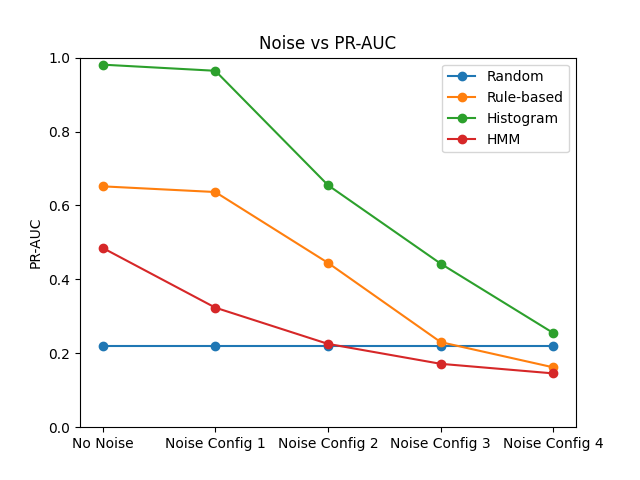 Noise vs PR-AUC
PR-AUC
1.0
0.8
0.6
0.4
0.2
0.0
Random
Rule-based
Histogram
HMM
No Noise
Noise Config 1
Noise Config 2
Noise Config 3
Noise Config 4